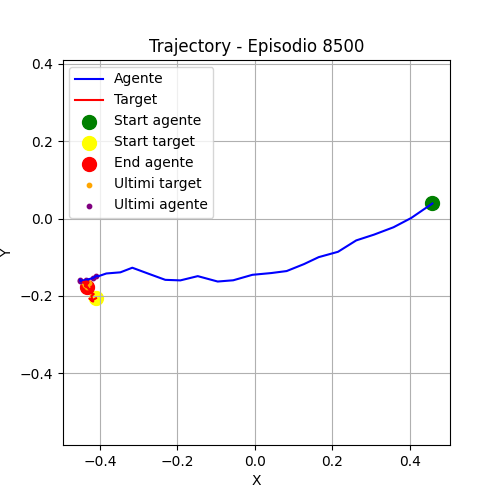 Trajectory - Episodio 8500
Agente
Target
Start agente
Start target
End agente
Ultimi target
Ultimi agente
0.4
0.2
0.0
−0.2
−0.4
Y
−0.4
−0.2
0.0
0.2
0.4
X